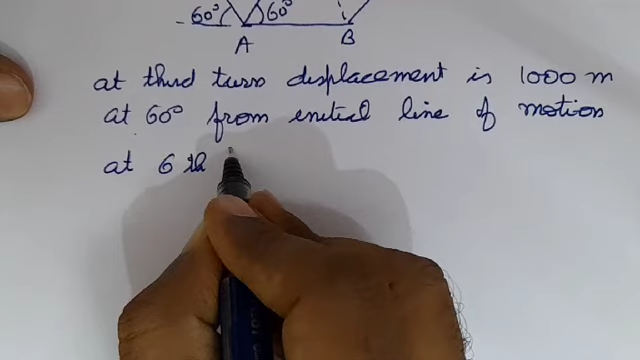 60° 60°
A B
at third turn displacement is 1000 m
at 60° from initial line of motion
at 6 th